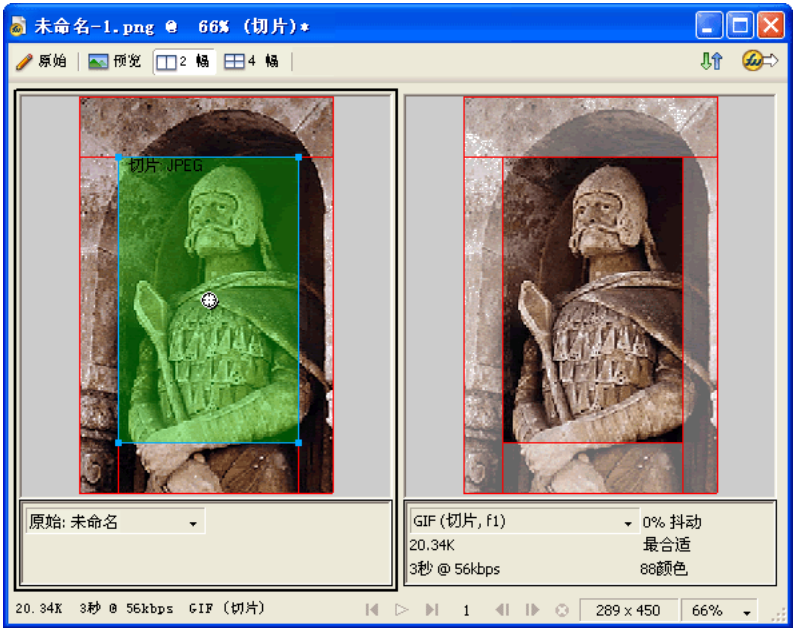 未命名-1.png @ 66% (切片)*
原始 预览 2 幅 4 幅
切片 JPEG
原始: 未命名
GIF (切片, f1) 0% 抖动
20.34K 最合适
3秒 @ 56kbps 88颜色
20.34K 3秒 @ 56kbps GIF (切片) 1 289 x 450 66%